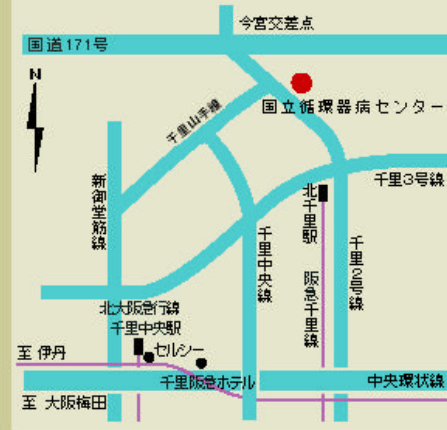 今宮交差点
国道171号
N
国立循環器病センター
千里山手線
千里3号線
新御堂筋線
北千里駅
阪急千里線
千里2号線
千里中央線
北大阪急行線
千里中央駅
セルシー
至 伊丹
千里阪急ホテル
中央環状線
至 大阪梅田